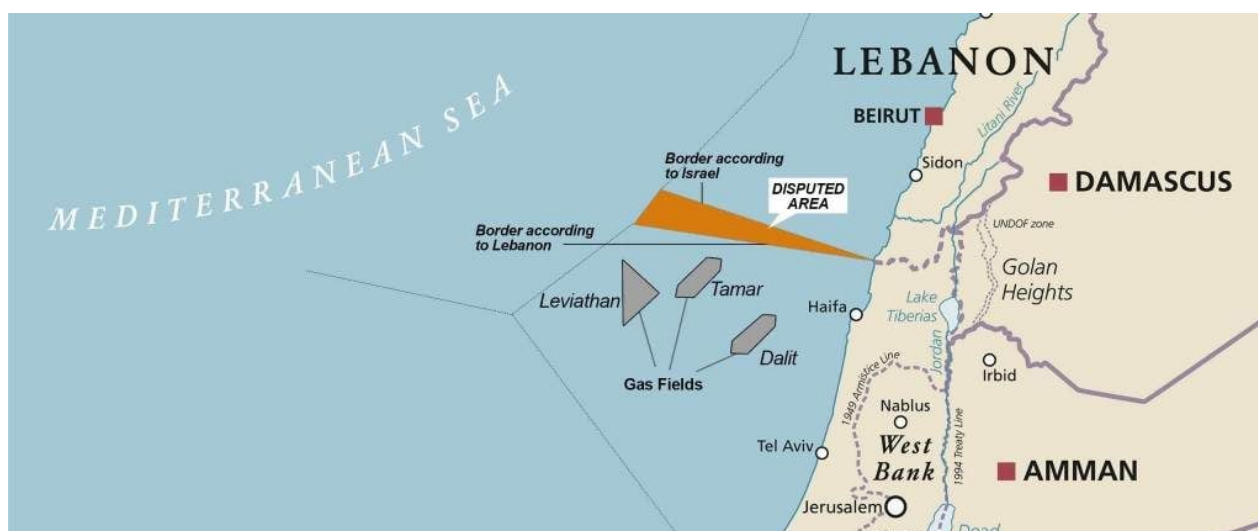 LEBANON
BEIRUT
Litani River
MEDITERRANEAN SEA
Sidon
Border according
to Israel
DISPUTED
AREA
DAMASCUS
UNDOF zone
Border according
to Lebanon
Golan
Heights
Leviathan
Tamar
Haifa
Lake
Tiberias
Jordan
Dalit
Irbid
Gas Fields
1949 Armistice Line
Nablus
Tel Aviv
West
Bank
1994 Treaty Line
AMMAN
Jerusalem
Dead